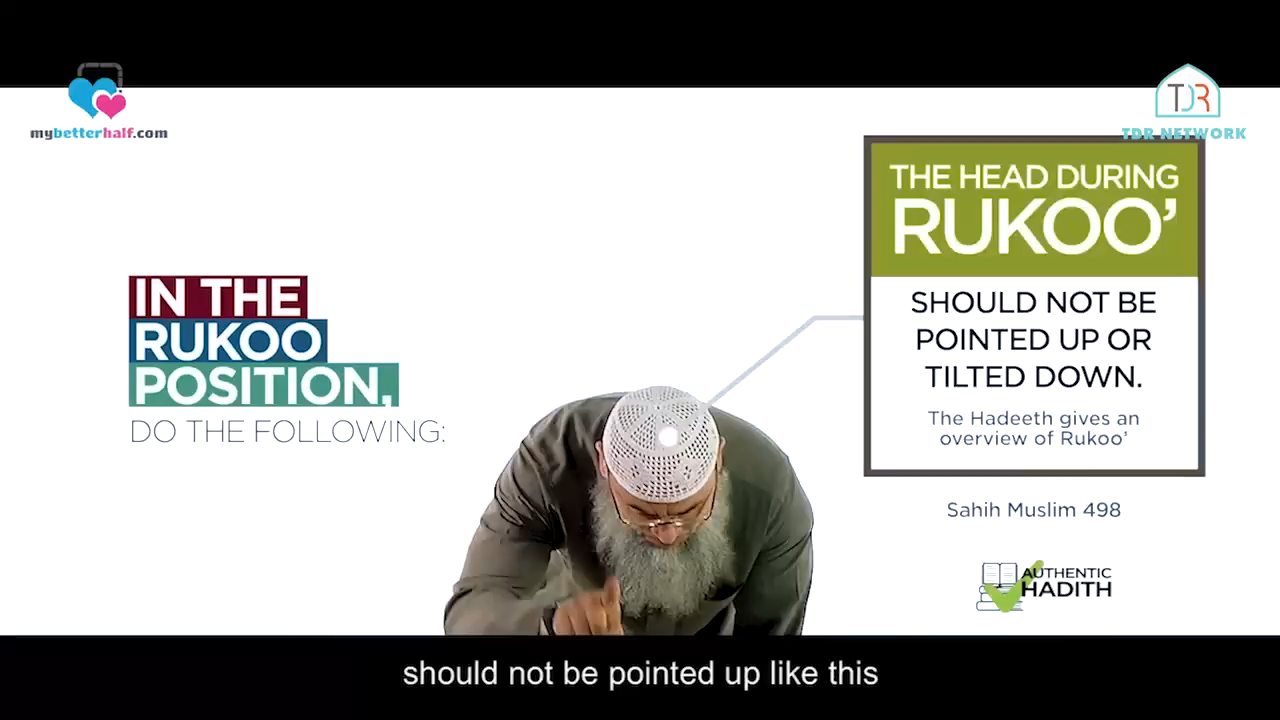 mybetterhalf.com
TDR
TDR NETWORK
THE HEAD DURING
RUKOO’
SHOULD NOT BE
POINTED UP OR
TILTED DOWN.
The Hadeeth gives an
overview of Rukoo’
Sahih Muslim 498
AUTHENTIC
HADITH
IN THE
RUKOO
POSITION,
DO THE FOLLOWING:
should not be pointed up like this